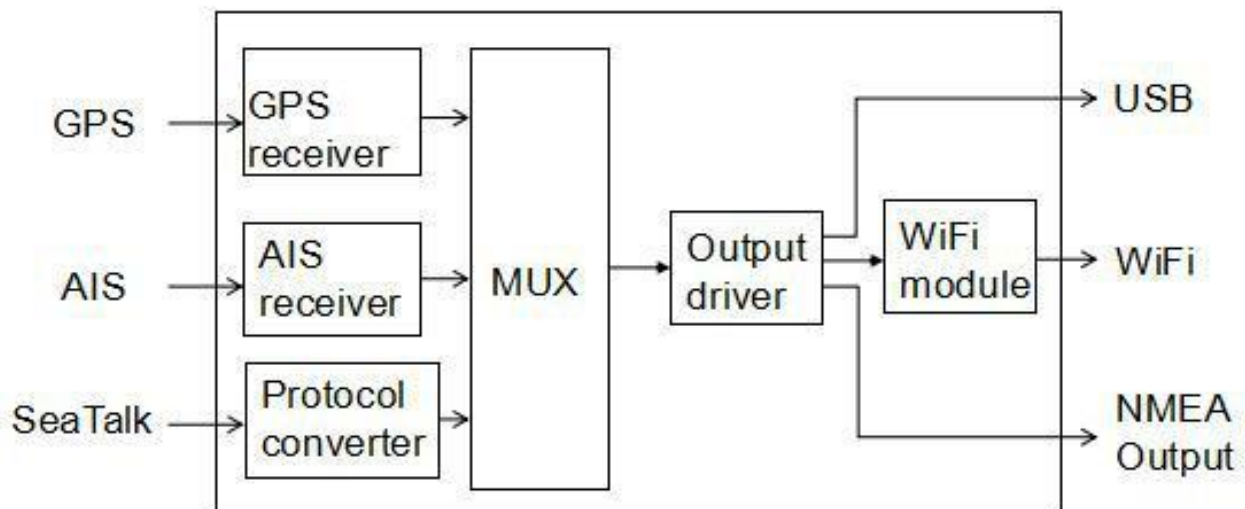 GPS
GPS
receiver
AIS
AIS
receiver
SeaTalk
Protocol
converter
MUX
Output
driver
WiFi
module
USB
WiFi
NMEA
Output